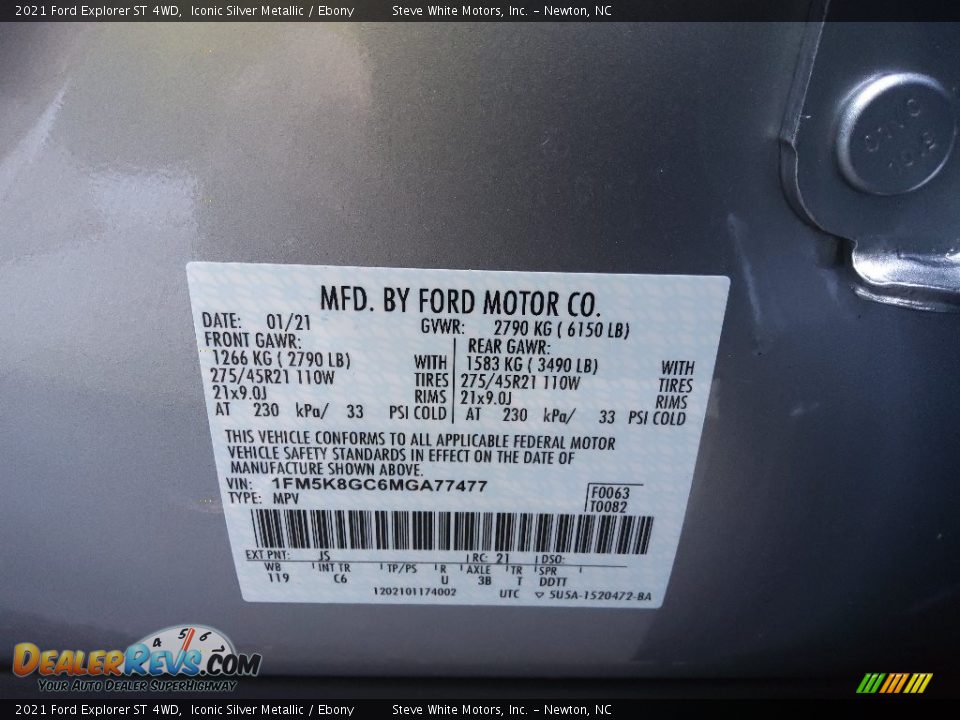 2021 Ford Explorer ST 4WD, Iconic Silver Metallic / Ebony Steve White Motors, Inc. – Newton, NC
MFD. BY FORD MOTOR CO.
DATE: 01/21 GVWR: 2790 KG ( 6150 LB)
FRONT GAWR: REAR GAWR:
1266 KG ( 2790 LB) WITH 1583 KG ( 3490 LB) WITH
275/45R21 110W TIRES 275/45R21 110W TIRES
21x9.0J RIMS 21x9.0J RIMS
AT 230 kPa/ 33 PSI COLD AT 230 kPa/ 33 PSI COLD
THIS VEHICLE CONFORMS TO ALL APPLICABLE FEDERAL MOTOR
VEHICLE SAFETY STANDARDS IN EFFECT ON THE DATE OF
MANUFACTURE SHOWN ABOVE.
VIN: 1FM5K8GC6MGA77477 F0063
TYPE: MPV T0082
EXT PNT: JS RC: 21 DSO:
WB INT TR TP/PS R AXLE TR SPR
119 C6 U 3B T DDTT
1202101174002 UTC ▽ 5U5A-1520472-BA
4 5 6
DEALERREVS.COM
YOUR AUTO DEALER SUPERHIGHWAY
2021 Ford Explorer ST 4WD, Iconic Silver Metallic / Ebony Steve White Motors, Inc. – Newton, NC